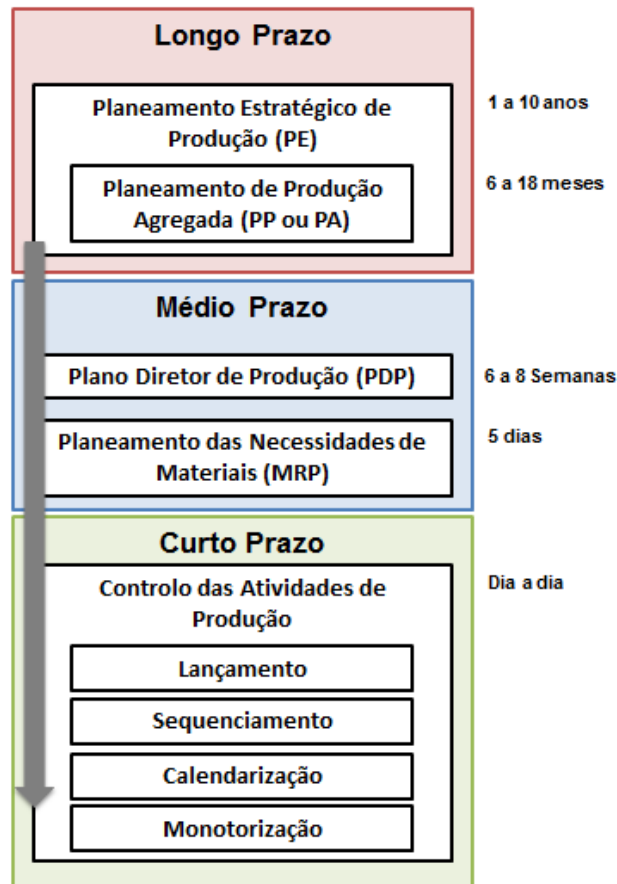 Longo Prazo
Planeamento Estratégico de
Produção (PE)
1 a 10 anos
Planeamento de Produção
Agregada (PP ou PA)
6 a 18 meses
Médio Prazo
Plano Diretor de Produção (PDP)
6 a 8 Semanas
Planeamento das Necessidades de
Materiais (MRP)
5 dias
Curto Prazo
Controlo das Atividades de
Produção
Dia a dia
Lançamento
Sequenciamento
Calendarização
Monotorização